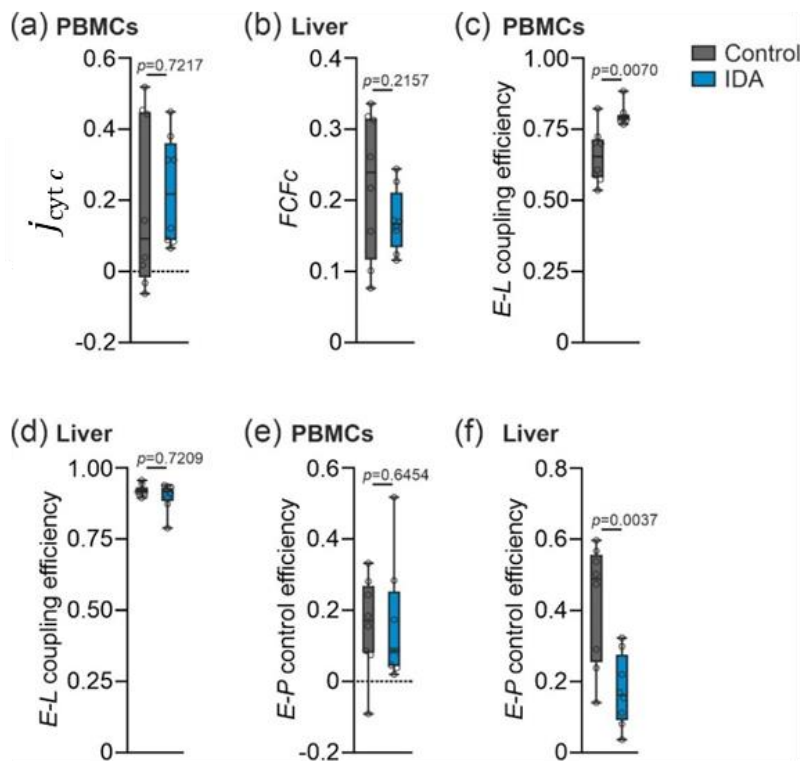 (a) PBMCs
0.6
p=0.7217
0.4
0.2
0
-0.2
j cyt c
(b) Liver
0.4
p=0.2157
0.3
0.2
0.1
0
FCFc
(c) PBMCs
1.00
p=0.0070
0.75
0.50
0.25
0
E-L coupling efficiency
Control
IDA
(d) Liver
1.00
p=0.7209
0.75
0.50
0.25
0
E-L coupling efficiency
(e) PBMCs
0.6
p=0.6454
0.4
0.2
0
-0.2
E-P control efficiency
(f) Liver
0.8
p=0.0037
0.6
0.4
0.2
0
E-P control efficiency